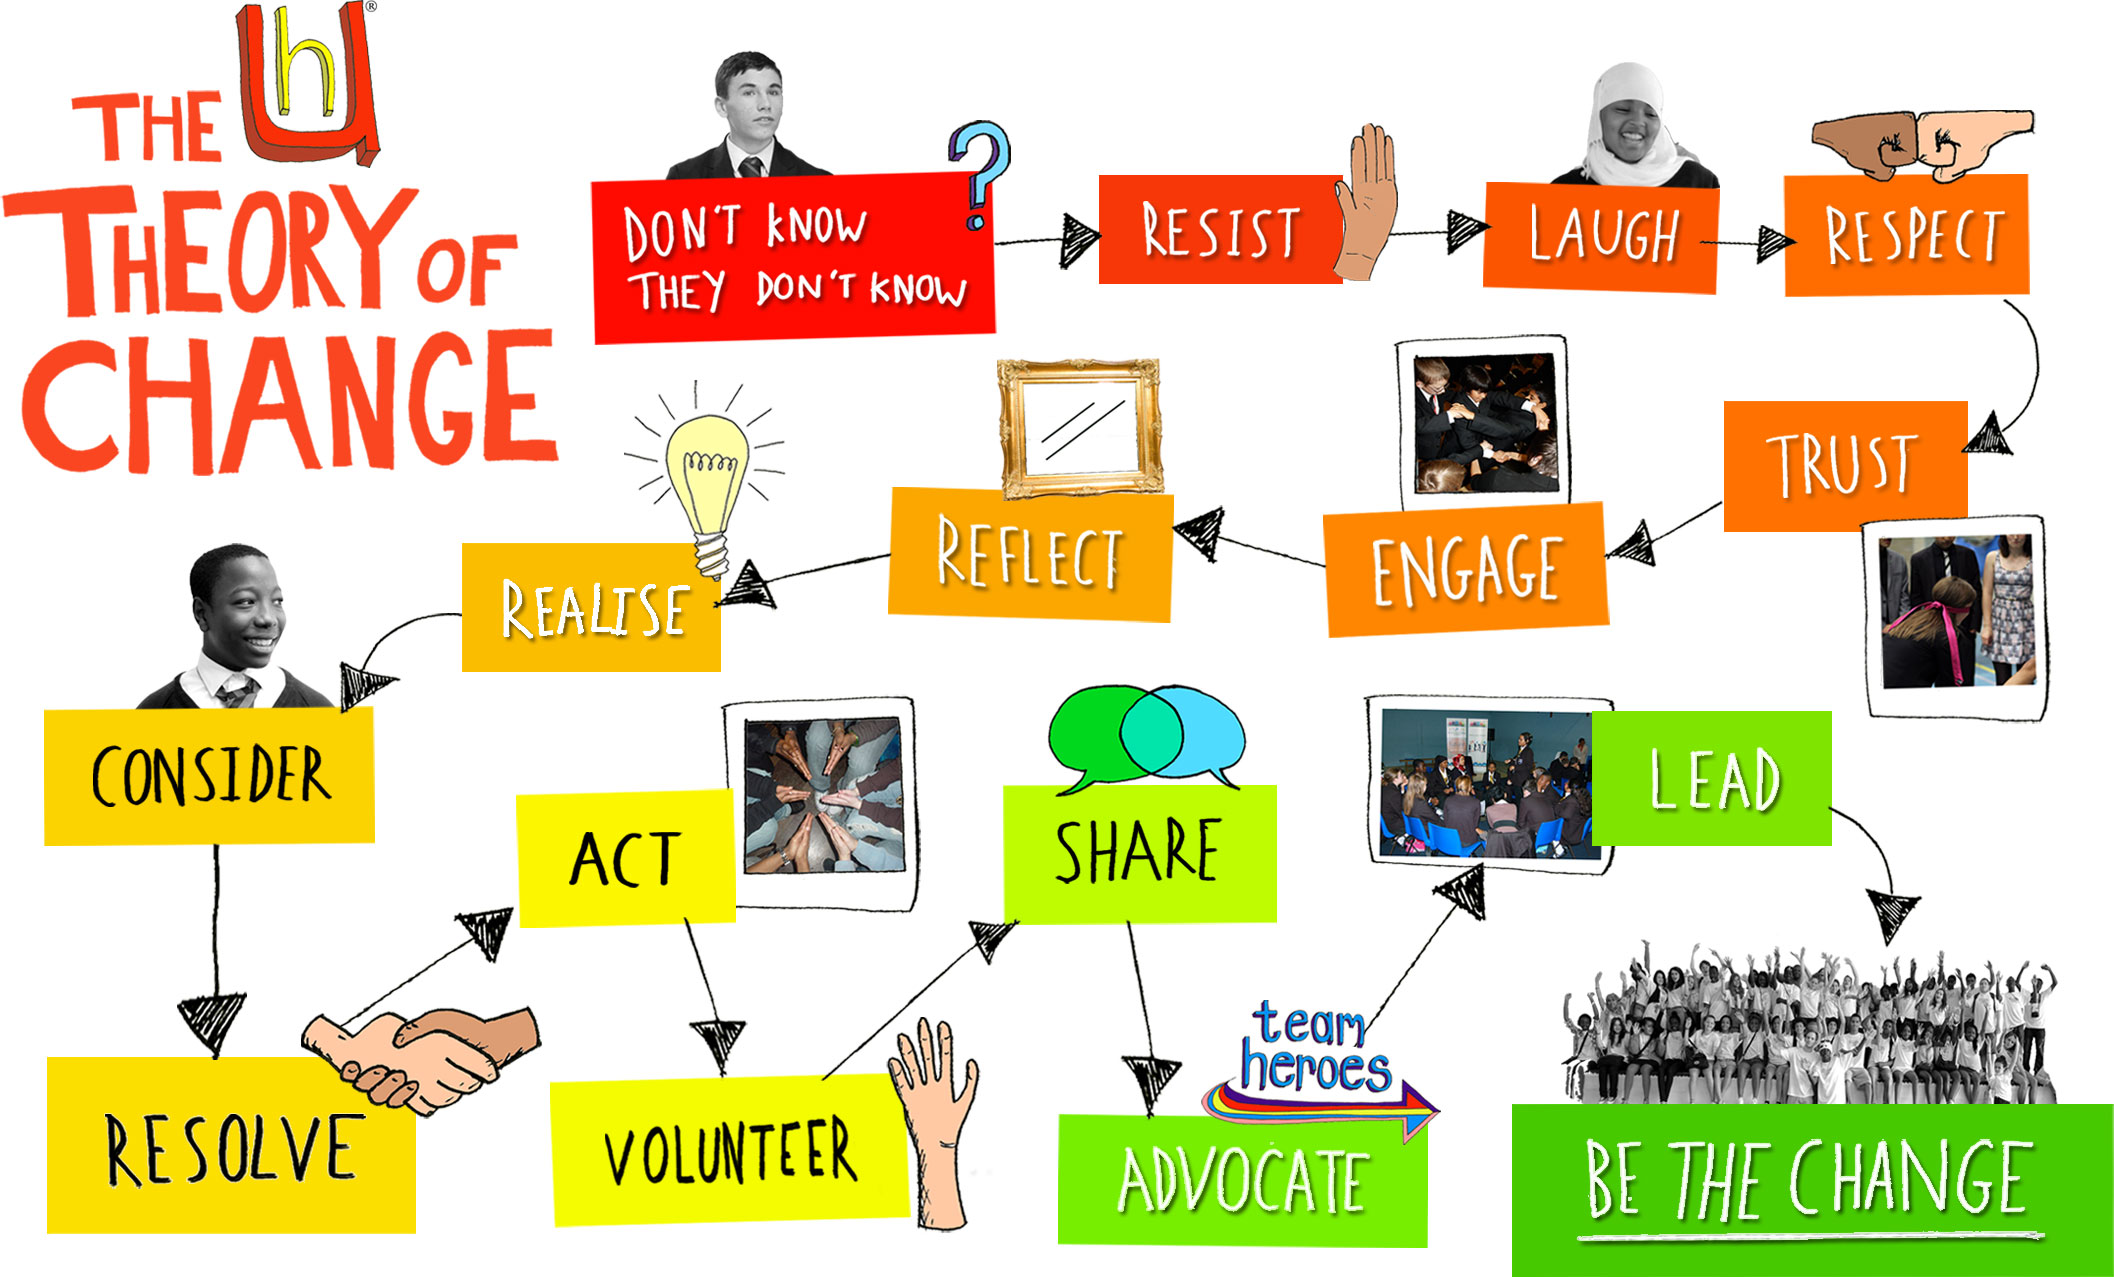 THE uh®
THEORY OF
CHANGE
DON'T KNOW
THEY DON'T KNOW
RESIST
LAUGH
RESPECT
TRUST
ENGAGE
REFLECT
REALISE
CONSIDER
RESOLVE
ACT
VOLUNTEER
SHARE
ADVOCATE
team
heroes
LEAD
BE THE CHANGE